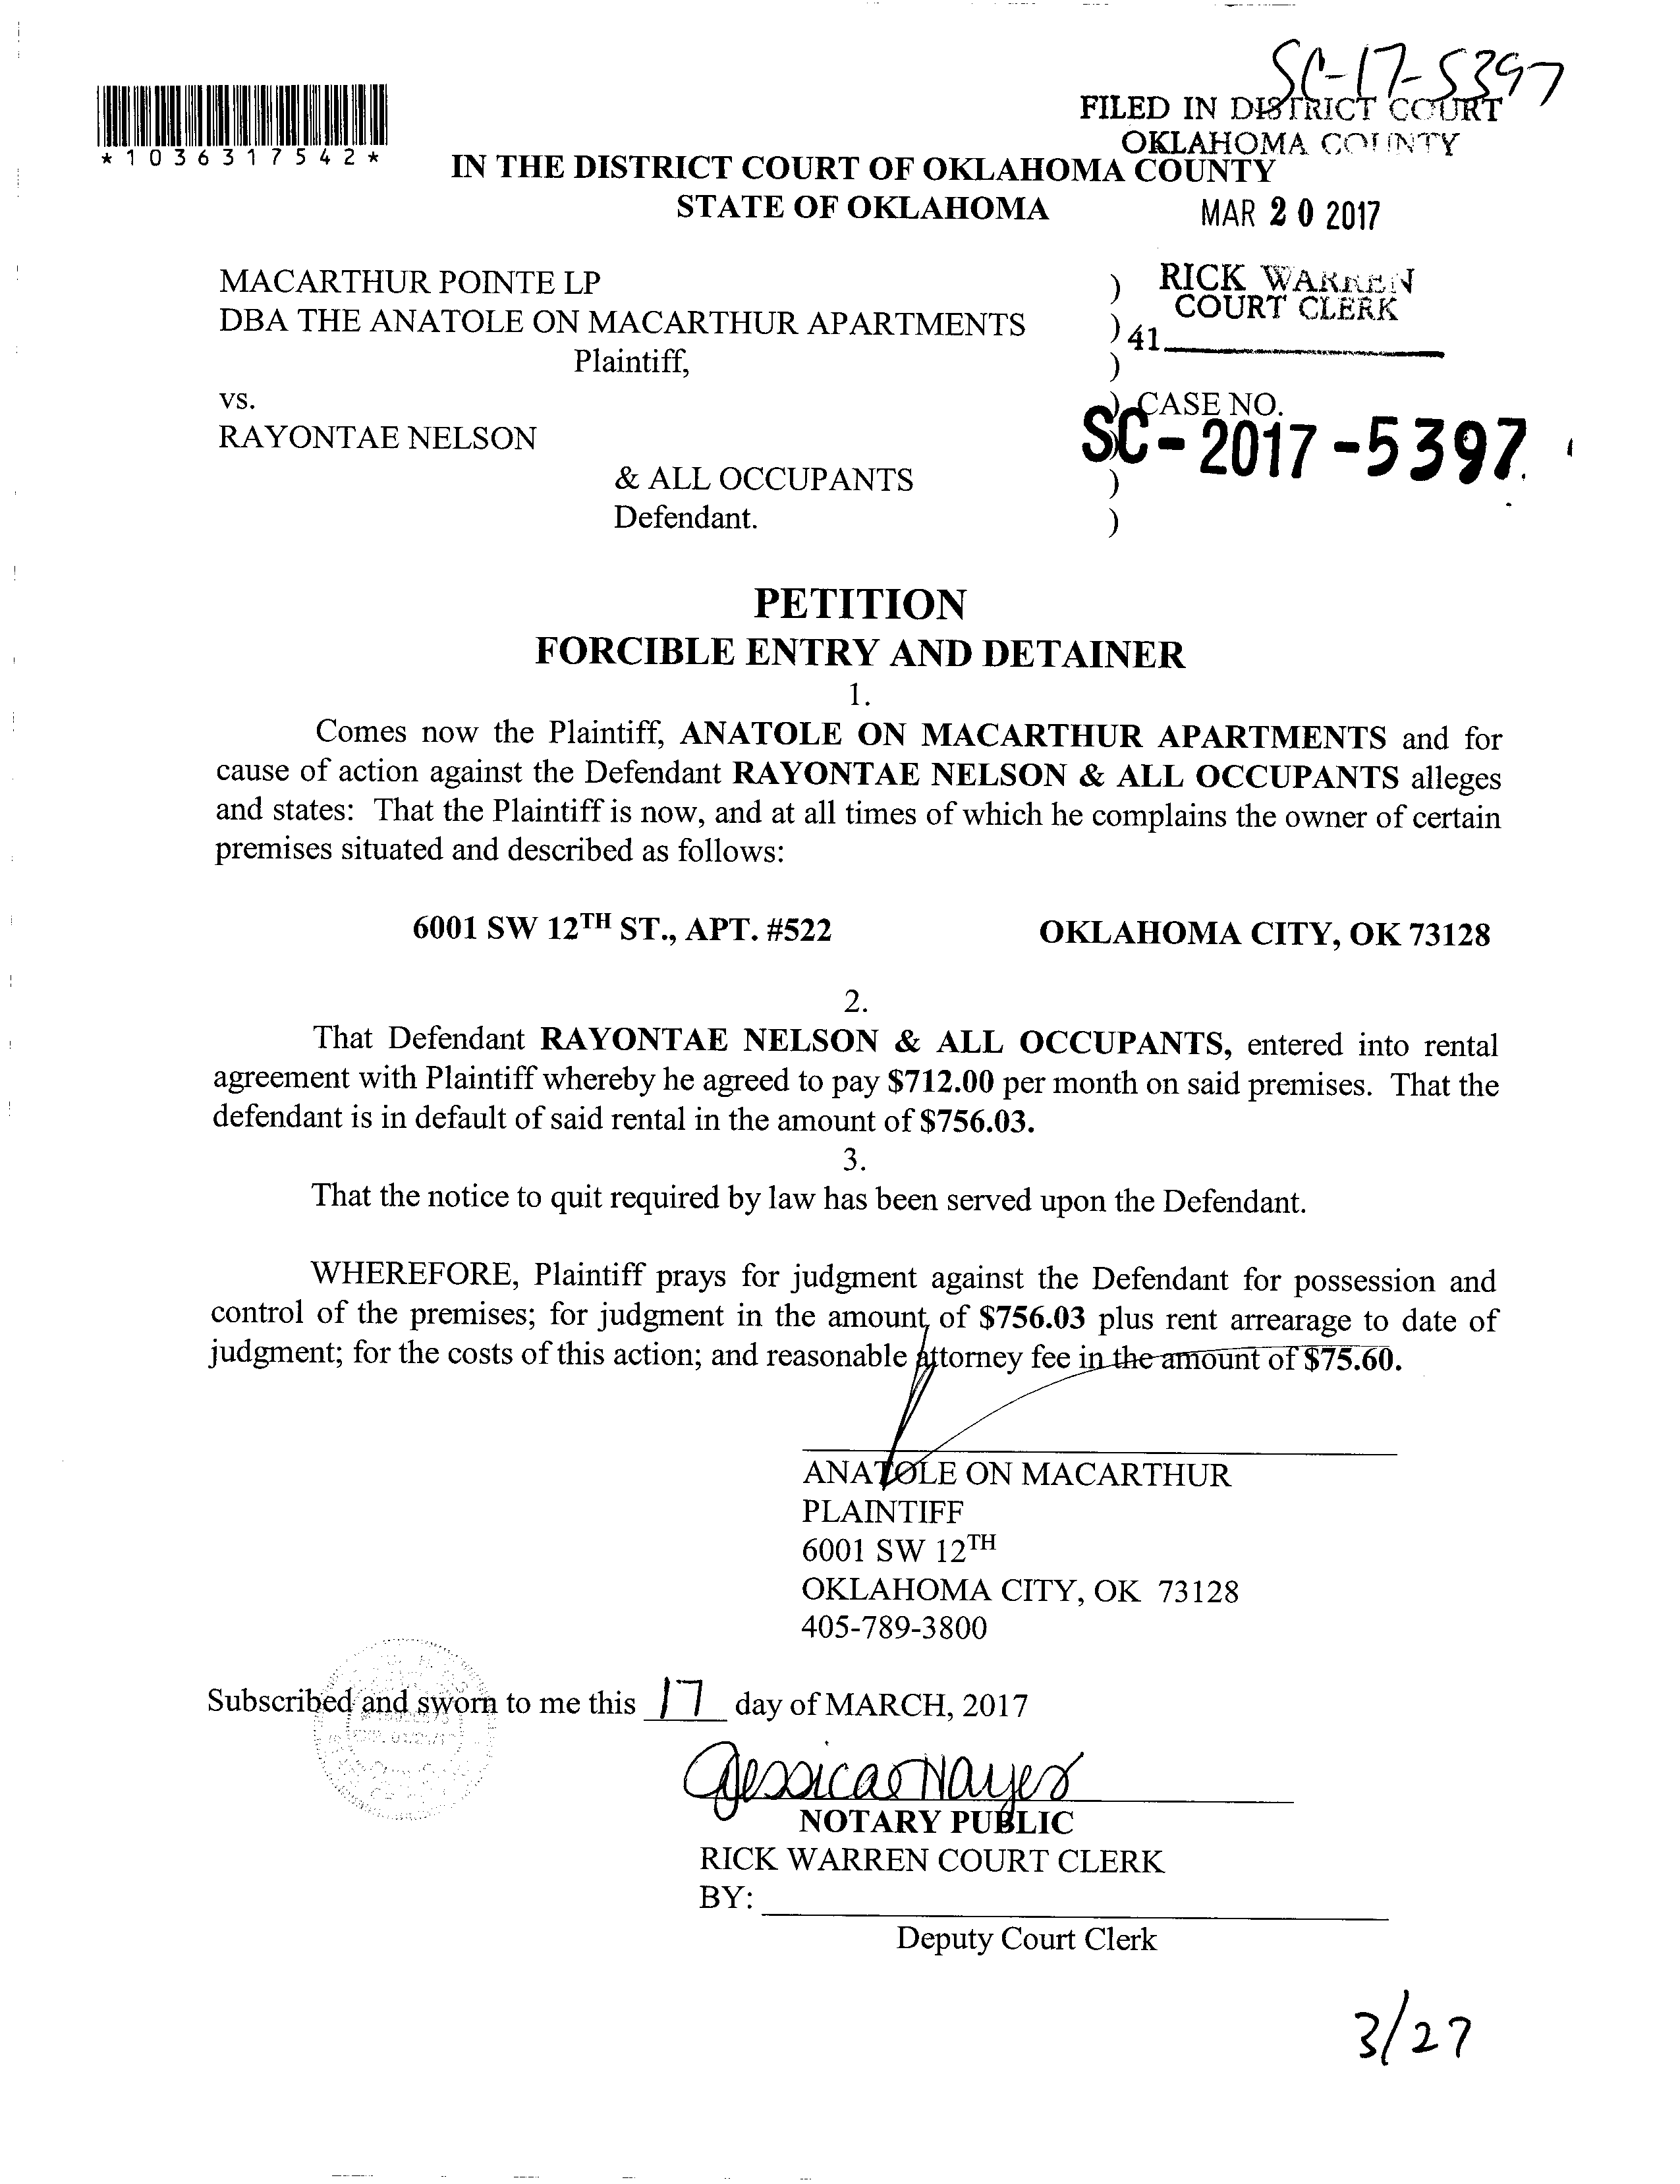 SC-17-5397
FILED IN DISTRICT COURT
OKLAHOMA COUNTY
*1036317542*
IN THE DISTRICT COURT OF OKLAHOMA COUNTY
STATE OF OKLAHOMA
MAR 20 2017
MACARTHUR POINTE LP
DBA THE ANATOLE ON MACARTHUR APARTMENTS
Plaintiff,
vs.
RAYONTAE NELSON
& ALL OCCUPANTS
Defendant.
)
)
)
)
)
)
RICK WARREN
COURT CLERK
41
CASE NO.
SC-2017-5397
PETITION
FORCIBLE ENTRY AND DETAINER
1.
Comes now the Plaintiff, ANATOLE ON MACARTHUR APARTMENTS and for
cause of action against the Defendant RAYONTAE NELSON & ALL OCCUPANTS alleges
and states: That the Plaintiff is now, and at all times of which he complains the owner of certain
premises situated and described as follows:
6001 SW 12TH ST., APT. #522 OKLAHOMA CITY, OK 73128
2.
That Defendant RAYONTAE NELSON & ALL OCCUPANTS, entered into rental
agreement with Plaintiff whereby he agreed to pay $712.00 per month on said premises. That the
defendant is in default of said rental in the amount of $756.03.
3.
That the notice to quit required by law has been served upon the Defendant.
WHEREFORE, Plaintiff prays for judgment against the Defendant for possession and
control of the premises; for judgment in the amount of $756.03 plus rent arrearage to date of
judgment; for the costs of this action; and reasonable attorney fee in the amount of $75.60.
ANATOLE ON MACARTHUR
PLAINTIFF
6001 SW 12TH
OKLAHOMA CITY, OK 73128
405-789-3800
Subscribed and sworn to me this 17 day of MARCH, 2017
Jessica Hayes
NOTARY PUBLIC
RICK WARREN COURT CLERK
BY:
Deputy Court Clerk
3/27